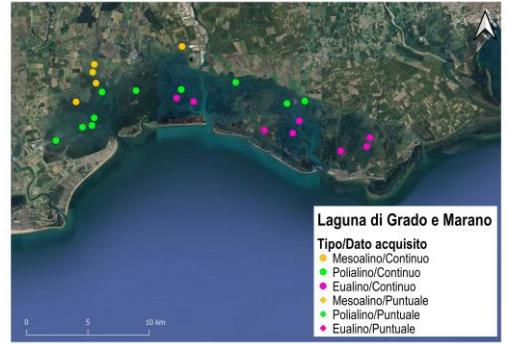 Laguna di Grado e Marano
Tipo/Dato acquisito
Mesoalino/Continuo
Polialino/Continuo
Eualino/Continuo
Mesoalino/Puntuale
Polialino/Puntuale
Eualino/Puntuale
0 5 10 km